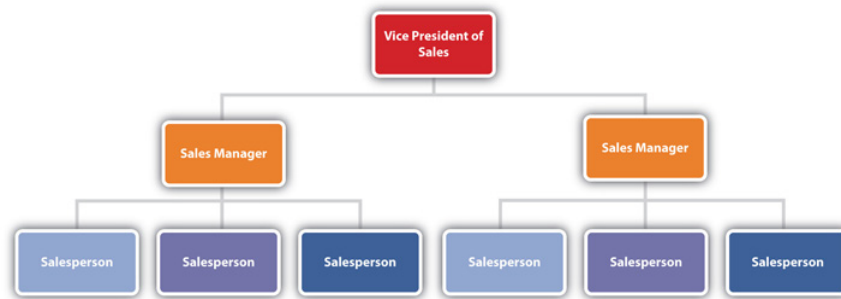 Vice President of
Sales
Sales Manager
Sales Manager
Salesperson
Salesperson
Salesperson
Salesperson
Salesperson
Salesperson